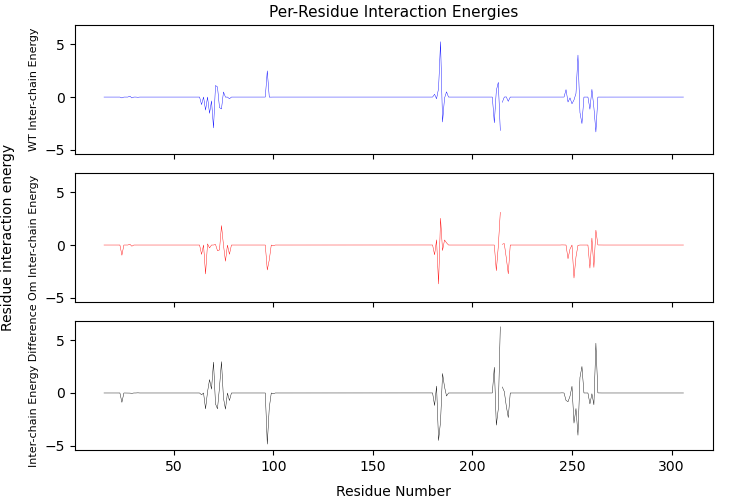 Per-Residue Interaction Energies
Residue interaction energy
WT Inter-chain Energy
5
0
−5
Om Inter-chain Energy
5
0
−5
Inter-chain Energy Difference
5
0
−5
50 100 150 200 250 300
Residue Number